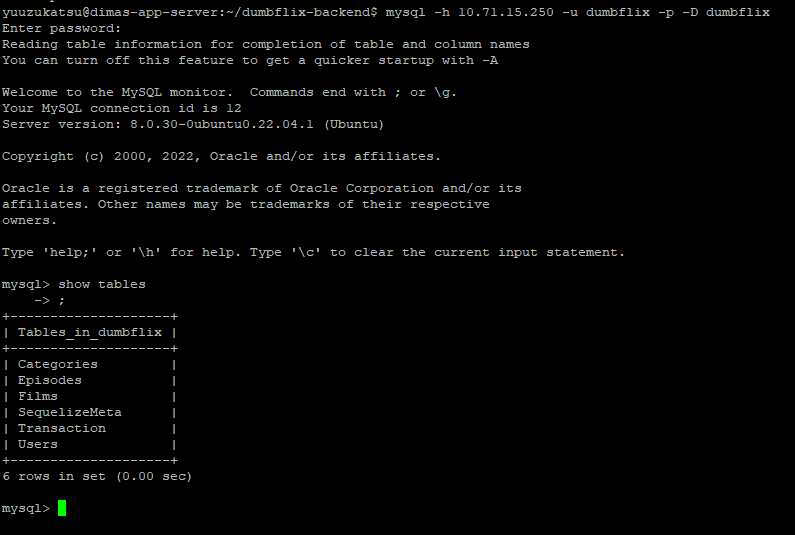 yuuzukatsu@dimas-app-server:~/dumbflix-backend$ mysql -h 10.71.15.250 -u dumbflix -p -D dumbflix
Enter password:
Reading table information for completion of table and column names
You can turn off this feature to get a quicker startup with -A

Welcome to the MySQL monitor.  Commands end with ; or \g.
Your MySQL connection id is 12
Server version: 8.0.30-0ubuntu0.22.04.1 (Ubuntu)

Copyright (c) 2000, 2022, Oracle and/or its affiliates.

Oracle is a registered trademark of Oracle Corporation and/or its
affiliates. Other names may be trademarks of their respective
owners.

Type 'help;' or '\h' for help. Type '\c' to clear the current input statement.

mysql> show tables
    -> ;
+--------------------+
| Tables_in_dumbflix |
+--------------------+
| Categories         |
| Episodes           |
| Films              |
| SequelizeMeta      |
| Transaction        |
| Users              |
+--------------------+
6 rows in set (0.00 sec)

mysql>